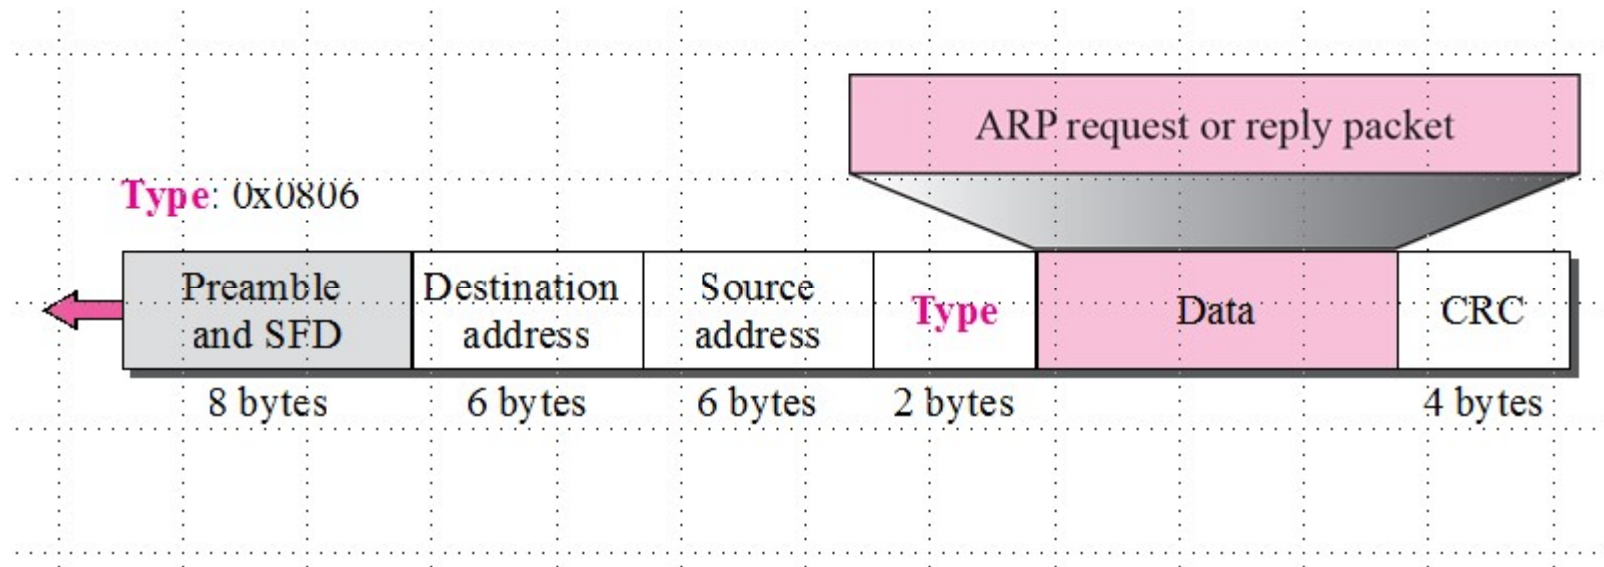 ARP request or reply packet
Type: 0x0806
Preamble
and SFD
Destination
address
Source
address
Type
Data
CRC
8 bytes
6 bytes
6 bytes
2 bytes
4 bytes